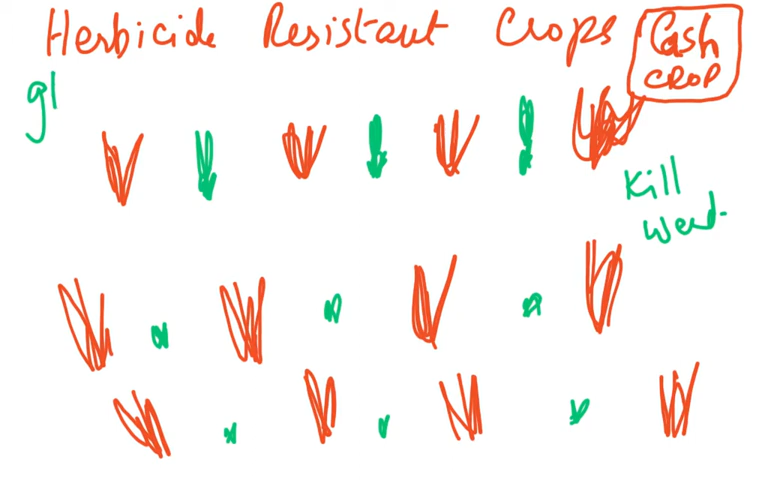 Herbicide Resistant Crops
Cash
CROP
gl
Kill
Weed.